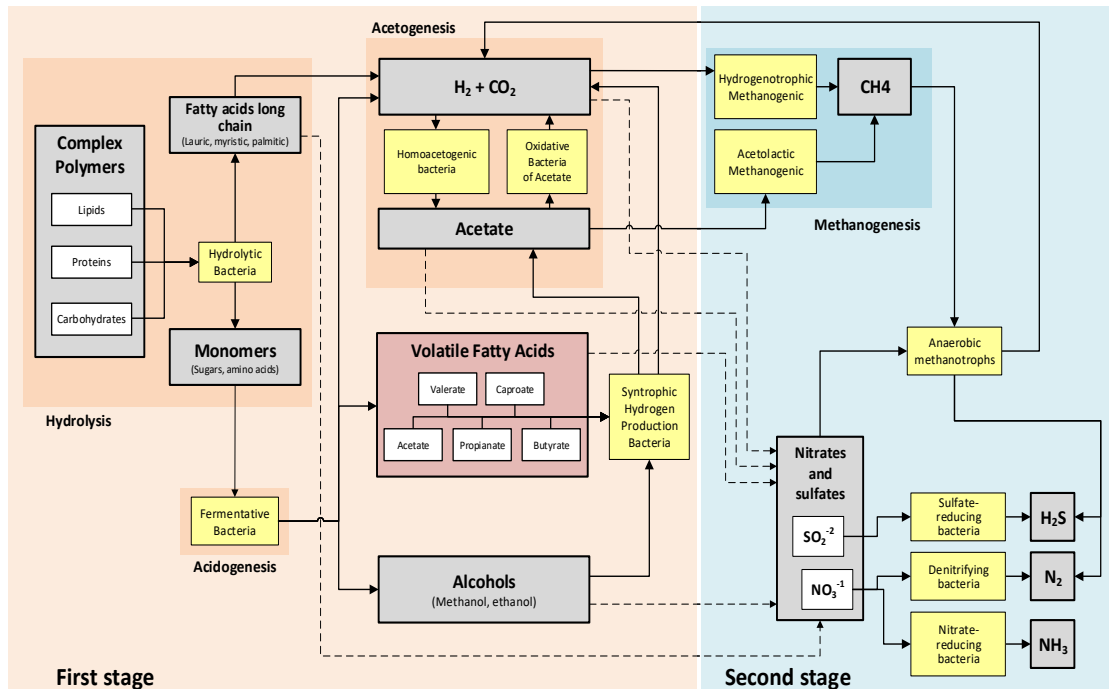 Acetogenesis
H₂ + CO₂
Homoacetogenic
bacteria
Oxidative
Bacteria
of Acetate
Acetate
Hydrogenotrophic
Methanogenic
CH4
Acetolactic
Methanogenic
Methanogenesis
Fatty acids long
chain
(Lauric, myristic, palmitic)
Complex
Polymers
Lipids
Proteins
Carbohydrates
Hydrolytic
Bacteria
Monomers
(Sugars, amino acids)
Hydrolysis
Volatile Fatty Acids
Valerate
Caproate
Acetate
Propianate
Butyrate
Syntrophic
Hydrogen
Production
Bacteria
Anaerobic
methanotrophs
Fermentative
Bacteria
Acidogenesis
Alcohols
(Methanol, ethanol)
Nitrates
and
sulfates
SO₂⁻²
NO₃⁻¹
Sulfate-
reducing
bacteria
H₂S
Denitrifying
bacteria
N₂
Nitrate-
reducing
bacteria
NH₃
First stage
Second stage